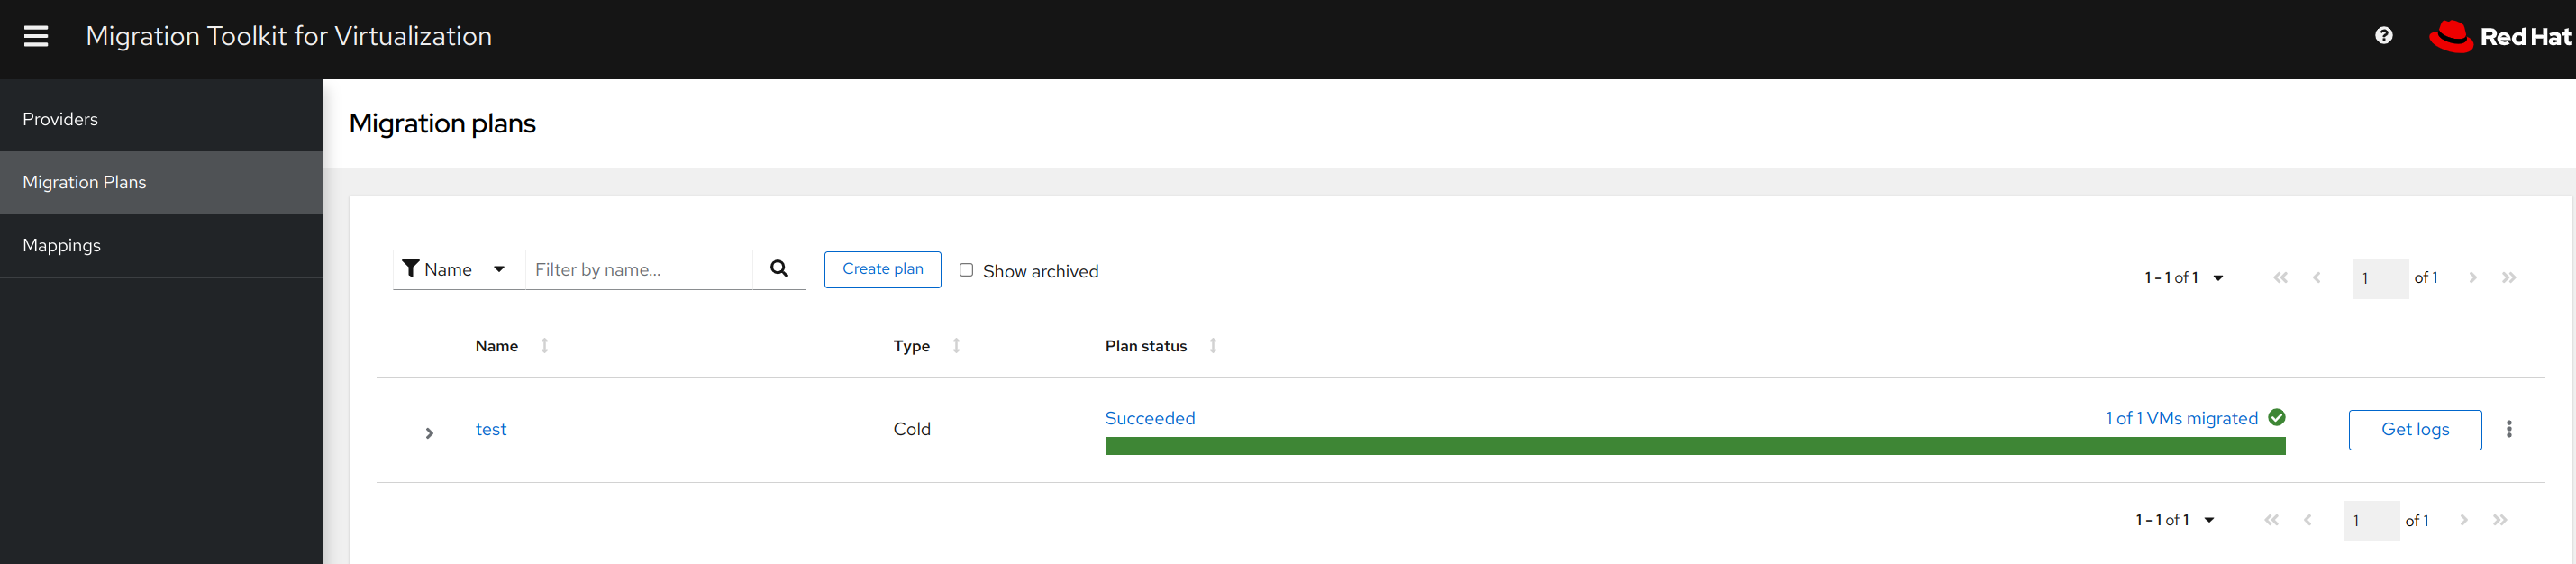 Migration Toolkit for Virtualization
Red Hat
Providers
Migration Plans
Mappings
Migration plans
Name
Filter by name...
Create plan
Show archived
1 - 1 of 1
1
of 1
Name
Type
Plan status
test
Cold
Succeeded
1 of 1 VMs migrated
Get logs
1 - 1 of 1
1
of 1